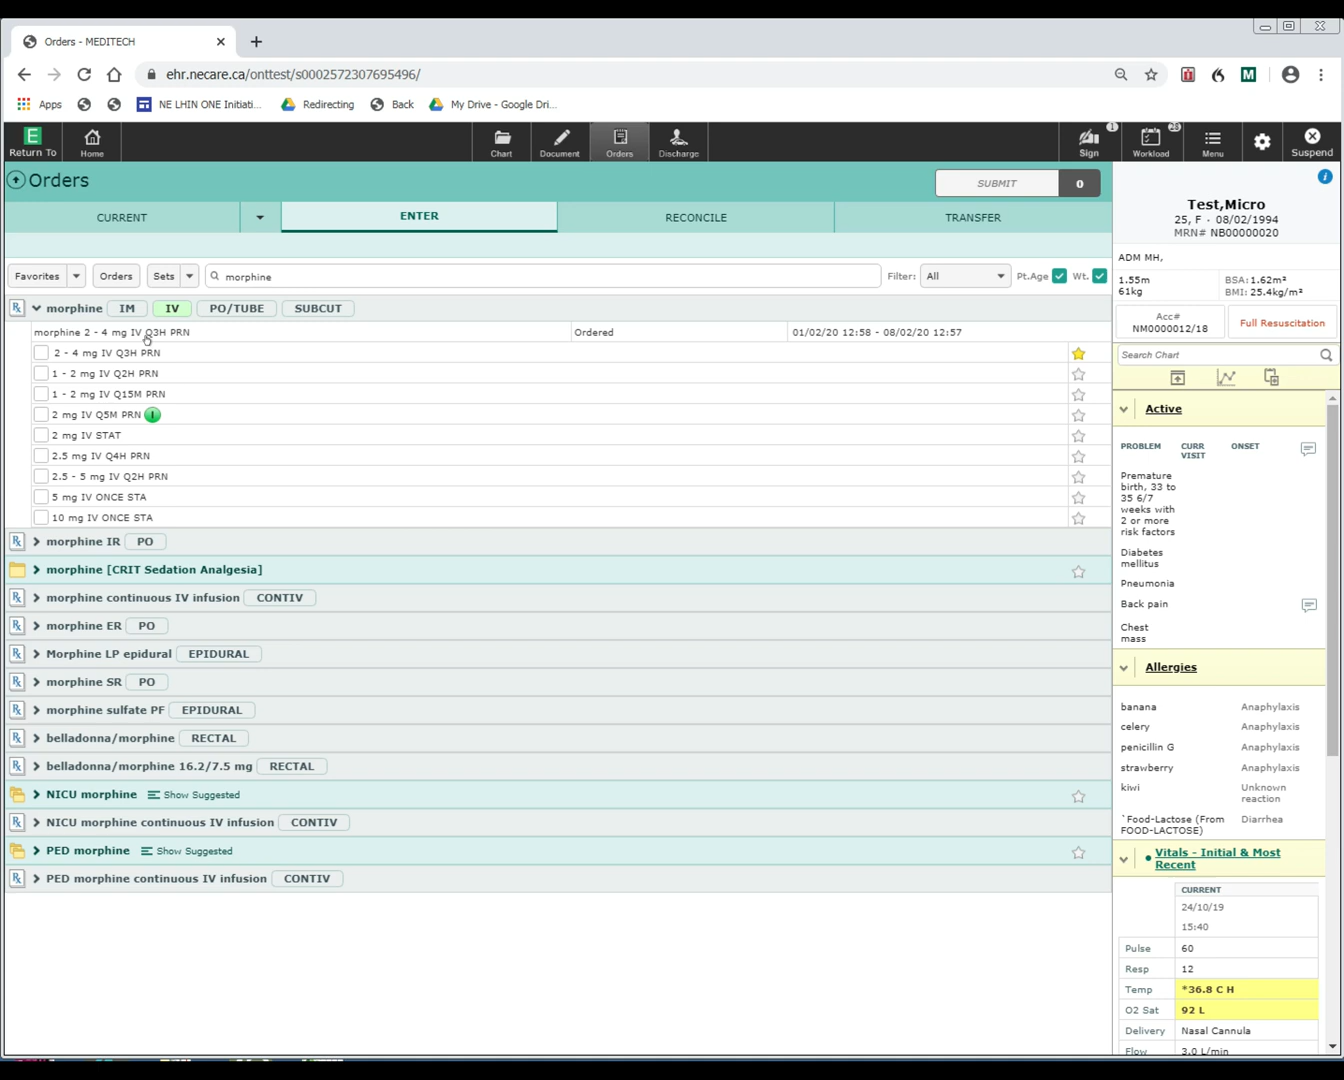 Orders - MEDITECH
ehr.necare.ca/onttest/s0002572307695496/
Apps NE LHIN ONE Initiati... Redirecting Back My Drive - Google Dri...
E Return To Home Chart Document Orders Discharge Sign 1 Workload Menu Suspend
Orders SUBMIT 0
CURRENT ENTER RECONCILE TRANSFER
Favorites Orders Sets morphine Filter: All Pt.Age Wt.
morphine IM IV PO/TUBE SUBCUT
morphine 2 - 4 mg IV Q3H PRN Ordered 01/02/20 12:58 - 08/02/20 12:57
2 - 4 mg IV Q3H PRN
1 - 2 mg IV Q2H PRN
1 - 2 mg IV Q15M PRN
2 mg IV Q5M PRN
2 mg IV STAT
2.5 mg IV Q4H PRN
2.5 - 5 mg IV Q2H PRN
5 mg IV ONCE STA
10 mg IV ONCE STA
morphine IR PO
morphine [CRIT Sedation Analgesia]
morphine continuous IV infusion CONTIV
morphine ER PO
Morphine LP epidural EPIDURAL
morphine SR PO
morphine sulfate PF EPIDURAL
belladonna/morphine RECTAL
belladonna/morphine 16.2/7.5 mg RECTAL
NICU morphine Show Suggested
NICU morphine continuous IV infusion CONTIV
PED morphine Show Suggested
PED morphine continuous IV infusion CONTIV
Test,Micro
25, F · 08/02/1994
MRN# NB00000020
ADM MH,
1.55m BSA:1.62m²
61kg BMI: 25.4kg/m²
Acc# NM0000012/18 Full Resuscitation
Search Chart
Active
PROBLEM CURR VISIT ONSET
Premature
birth, 33 to
35 6/7
weeks with
2 or more
risk factors
Diabetes
mellitus
Pneumonia
Back pain
Chest
mass
Allergies
banana Anaphylaxis
celery Anaphylaxis
penicillin G Anaphylaxis
strawberry Anaphylaxis
kiwi Unknown reaction
`Food-Lactose (From FOOD-LACTOSE) Diarrhea
Vitals - Initial & Most
Recent
CURRENT
24/10/19
15:40
Pulse 60
Resp 12
Temp *36.8 C H
O2 Sat 92 L
Delivery Nasal Cannula
Flow 3.0 L/min